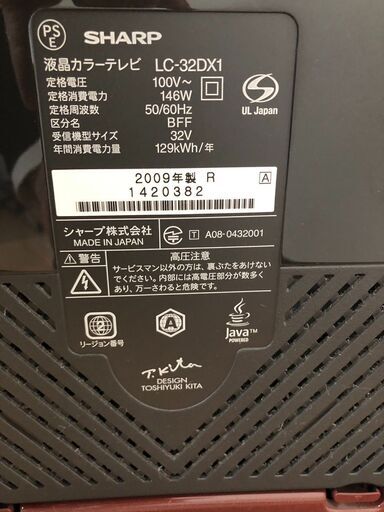 PS
E
SHARP
液晶カラーテレビ LC-32DX1
定格電圧 100V～
定格消費電力 146W
定格周波数 50/60Hz
区分名 BFF
受信機型サイズ 32V
年間消費電力量 129kWh/年
UL Japan
2009年製 R
A
1420382
シャープ株式会社
MADE IN JAPAN
T A08-0432001
警告
高圧注意
サービスマン以外の方は、裏ぶたをあけない
でください。内部には高電圧部分が数多く
あり、万一さわると危険です。
2
リージョン番号
A
Java™
POWERED
T. Kita
DESIGN
TOSHIYUKI KITA